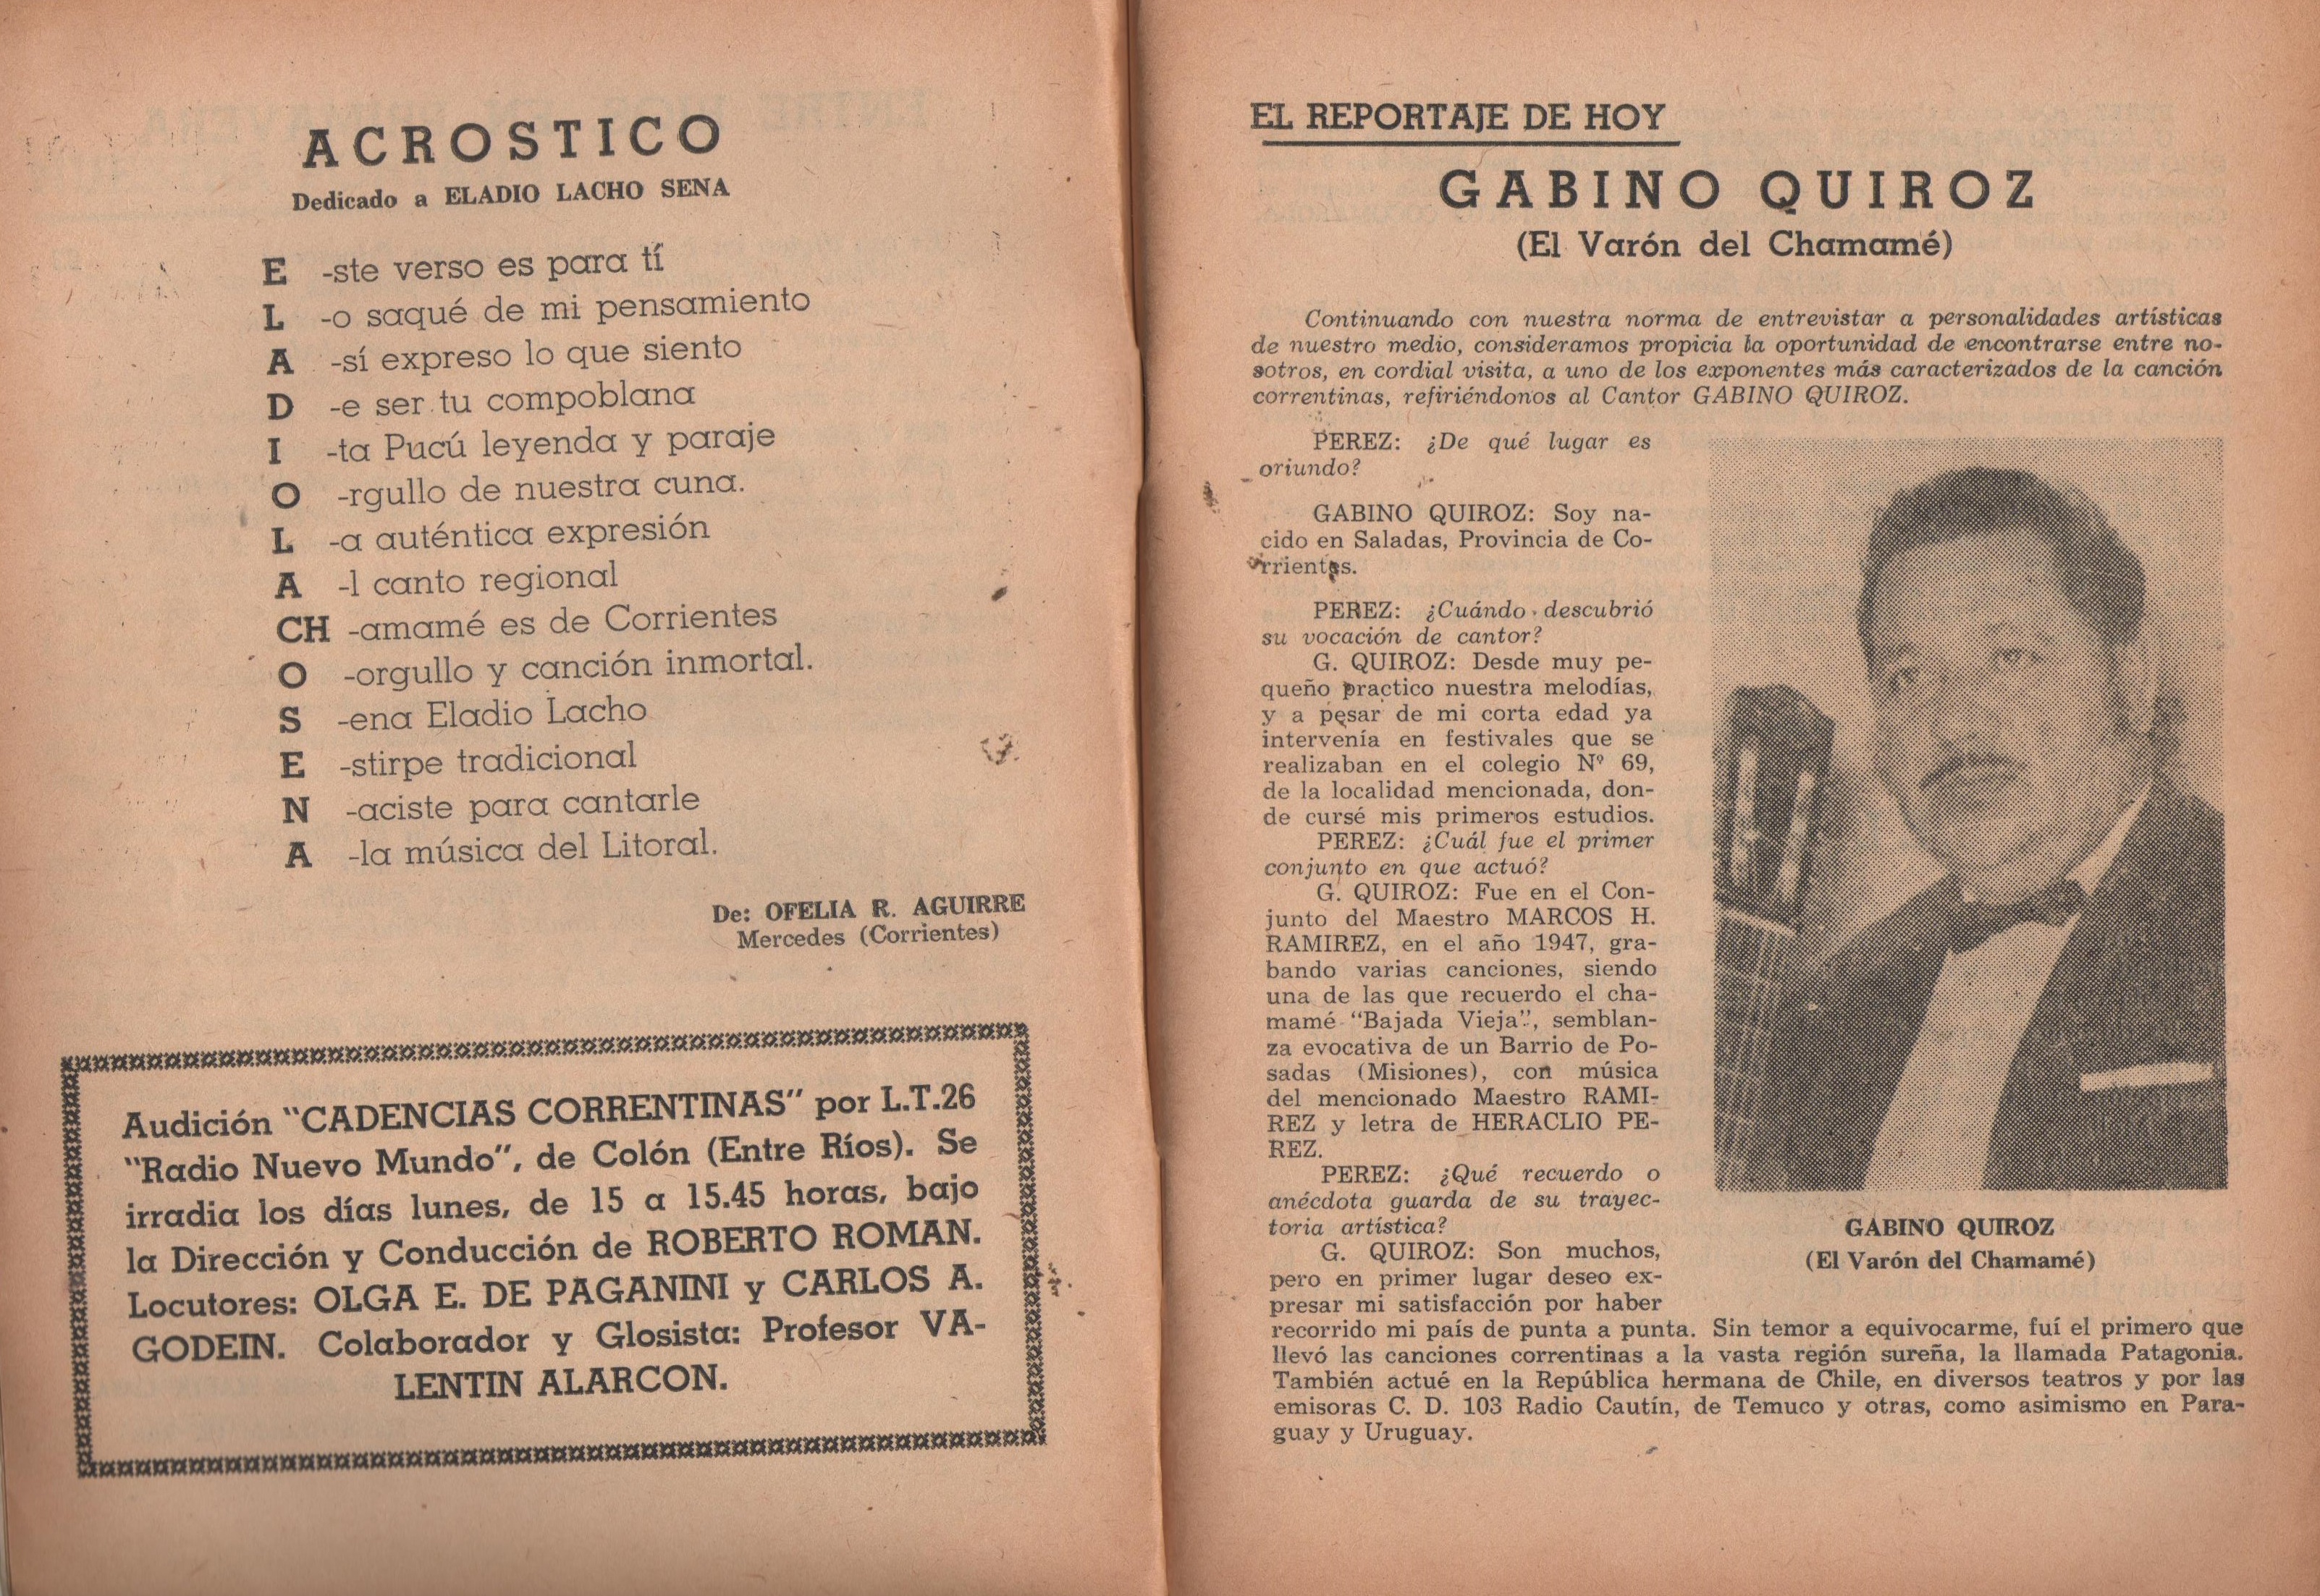 ACROSTICO
Dedicado a ELADIO LACHO SENA
E -ste verso es para tí
L -o saqué de mi pensamiento
A -sí expreso lo que siento
D -e ser tu compoblana
I -ta Pucú leyenda y paraje
O -rgullo de nuestra cuna.
L -a auténtica expresión
A -l canto regional
CH -amamé es de Corrientes
O -orgullo y canción inmortal.
S -ena Eladio Lacho
E -stirpe tradicional
N -aciste para cantarle
A -la música del Litoral.
De: OFELIA R. AGUIRRE
Mercedes (Corrientes)
Audición "CADENCIAS CORRENTINAS" por L.T.26
"Radio Nuevo Mundo", de Colón (Entre Ríos). Se
irradia los días lunes, de 15 a 15.45 horas, bajo
la Dirección y Conducción de ROBERTO ROMAN.
Locutores: OLGA E. DE PAGANINI y CARLOS A.
GODEIN. Colaborador y Glosista: Profesor VA-
LENTIN ALARCON.
EL REPORTAJE DE HOY
GABINO QUIROZ
(El Varón del Chamamé)
Continuando con nuestra norma de entrevistar a personalidades artísticas
de nuestro medio, consideramos propicia la oportunidad de encontrarse entre no-
sotros, en cordial visita, a uno de los exponentes más caracterizados de la canción
correntinas, refiriéndonos al Cantor GABINO QUIROZ.
PEREZ: ¿De qué lugar es
oriundo?
GABINO QUIROZ: Soy na-
cido en Saladas, Provincia de Co-
rrientes.
PEREZ: ¿Cuándo descubrió
su vocación de cantor?
G. QUIROZ: Desde muy pe-
queño practico nuestra melodías,
y a pesar de mi corta edad ya
intervenía en festivales que se
realizaban en el colegio Nº 69,
de la localidad mencionada, don-
de cursé mis primeros estudios.
PEREZ: ¿Cuál fue el primer
conjunto en que actuó?
G. QUIROZ: Fue en el Con-
junto del Maestro MARCOS H.
RAMIREZ, en el año 1947, gra-
bando varias canciones, siendo
una de las que recuerdo el cha-
mamé "Bajada Vieja", semblan-
za evocativa de un Barrio de Po-
sadas (Misiones), con música
del mencionado Maestro RAMI-
REZ y letra de HERACLIO PE-
REZ.
PEREZ: ¿Qué recuerdo o
anécdota guarda de su trayec-
toria artística?
G. QUIROZ: Son muchos,
pero en primer lugar deseo ex-
presar mi satisfacción por haber
recorrido mi país de punta a punta. Sin temor a equivocarme, fuí el primero que
llevó las canciones correntinas a la vasta región sureña, la llamada Patagonia.
También actué en la República hermana de Chile, en diversos teatros y por las
emisoras C. D. 103 Radio Cautín, de Temuco y otras, como asimismo en Para-
guay y Uruguay.
GABINO QUIROZ
(El Varón del Chamamé)